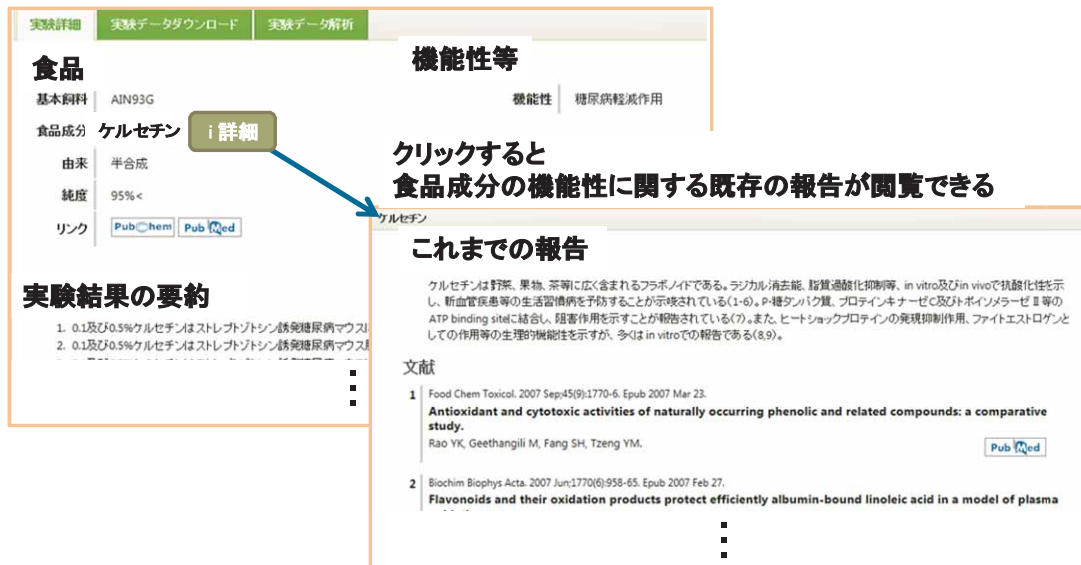 実験詳細 実験データダウンロード 実験データ解析
食品
機能性等
基本飼料 AIN93G
機能性 糖尿病軽減作用
食品成分 ケルセチン i 詳細
由来 半合成
純度 95%<
リンク PubChem PubMed
クリックすると
食品成分の機能性に関する既存の報告が閲覧できる
実験結果の要約
1. 0.1及び0.5%ケルセチンはストレプトゾトシン誘発糖尿病マウス
2. 0.1及び0.5%ケルセチンはストレプトゾトシン誘発糖尿病マウス
ケルセチン
これまでの報告
ケルセチンは野菜、果物、茶等に広く含まれるフラボノイドである。ラジカル消去能、脂質過酸化抑制等、in vitro及びin vivoで抗酸化性を示
し、新血管疾患等の生活習慣病を予防することが示唆されている(1-6)。P-糖タンパク質、プロテインキナーゼC及びトポイソメラーゼⅡ等の
ATP binding siteに結合し、阻害作用を示すことが報告されている(7)。また、ヒートショックプロテインの発現抑制作用、ファイトエストロゲンと
しての作用等の生理的機能性を示すが、多くは in vitroでの報告である(8,9)。
文献
1 Food Chem Toxicol. 2007 Sep;45(9):1770-6. Epub 2007 Mar 23.
Antioxidant and cytotoxic activities of naturally occurring phenolic and related compounds: a comparative
study.
Rao YK, Geethangili M, Fang SH, Tzeng YM.
PubMed
2 Biochim Biophys Acta. 2007 Jun;1770(6):958-65. Epub 2007 Feb 27.
Flavonoids and their oxidation products protect efficiently albumin-bound linoleic acid in a model of plasma